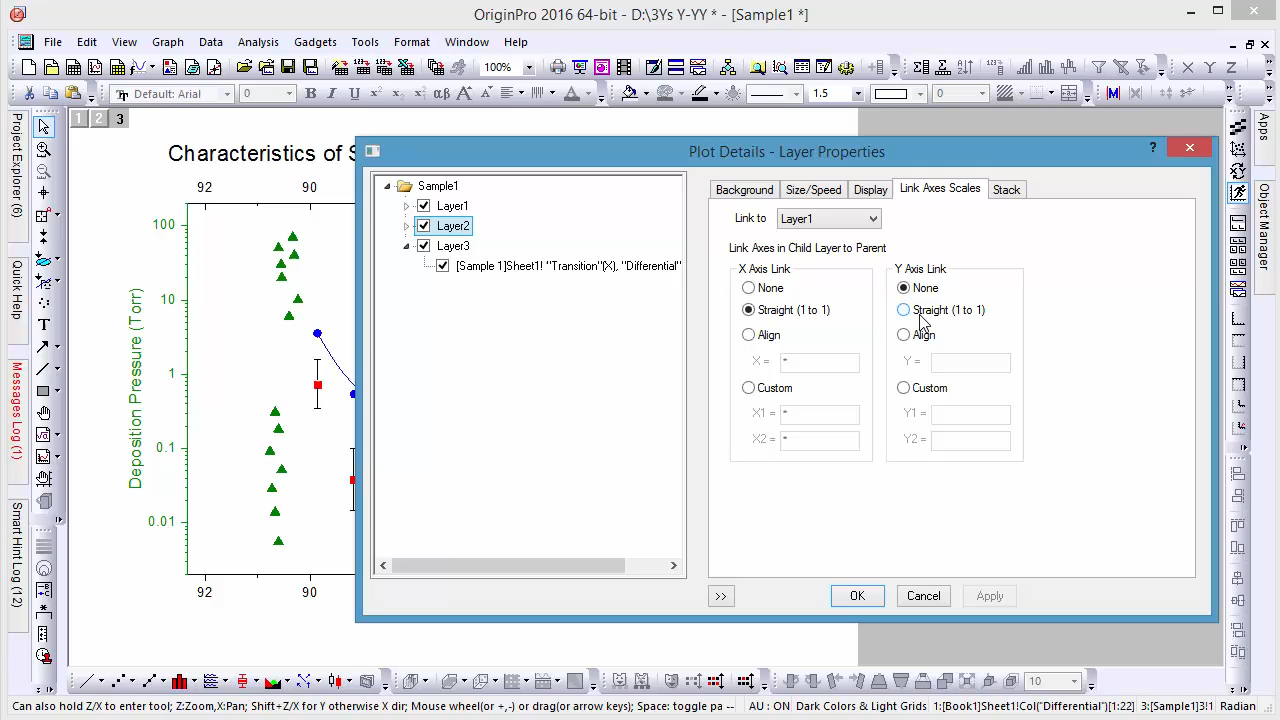 OriginPro 2016 64-bit - D:\3Ys Y-YY * - [Sample1 *]
File Edit View Graph Data Analysis Gadgets Tools Format Window Help
100%
Default: Arial 0 B I U 1.5 0
1 2 3
Project Explorer (6)
Quick Help
Messages Log (1)
Smart Hint Log (12)
Apps
Object Manager
Characteristics of S
92 90
Deposition Pressure (Torr)
100
10
1
0.1
0.01
92 90
Plot Details - Layer Properties
?
Sample1
Layer1
Layer2
Layer3
[Sample 1]Sheet1! "Transition"(X), "Differential"
Background Size/Speed Display Link Axes Scales Stack
Link to Layer1
Link Axes in Child Layer to Parent
X Axis Link
None
Straight (1 to 1)
Align
X = *
Custom
X1 = *
X2 = *
Y Axis Link
None
Straight (1 to 1)
Align
Y =
Custom
Y1 =
Y2 =
>> OK Cancel Apply
10
Can also hold Z/X to enter tool; Z:Zoom,X:Pan; Shift+Z/X for Y otherwise X dir; Mouse wheel(or +,-) or drag(or arrow keys); Space: toggle pa -- AU : ON Dark Colors & Light Grids 1:[Book1]Sheet1!Col("Differential")[1:22] 3:[Sample1]3!1 Radian